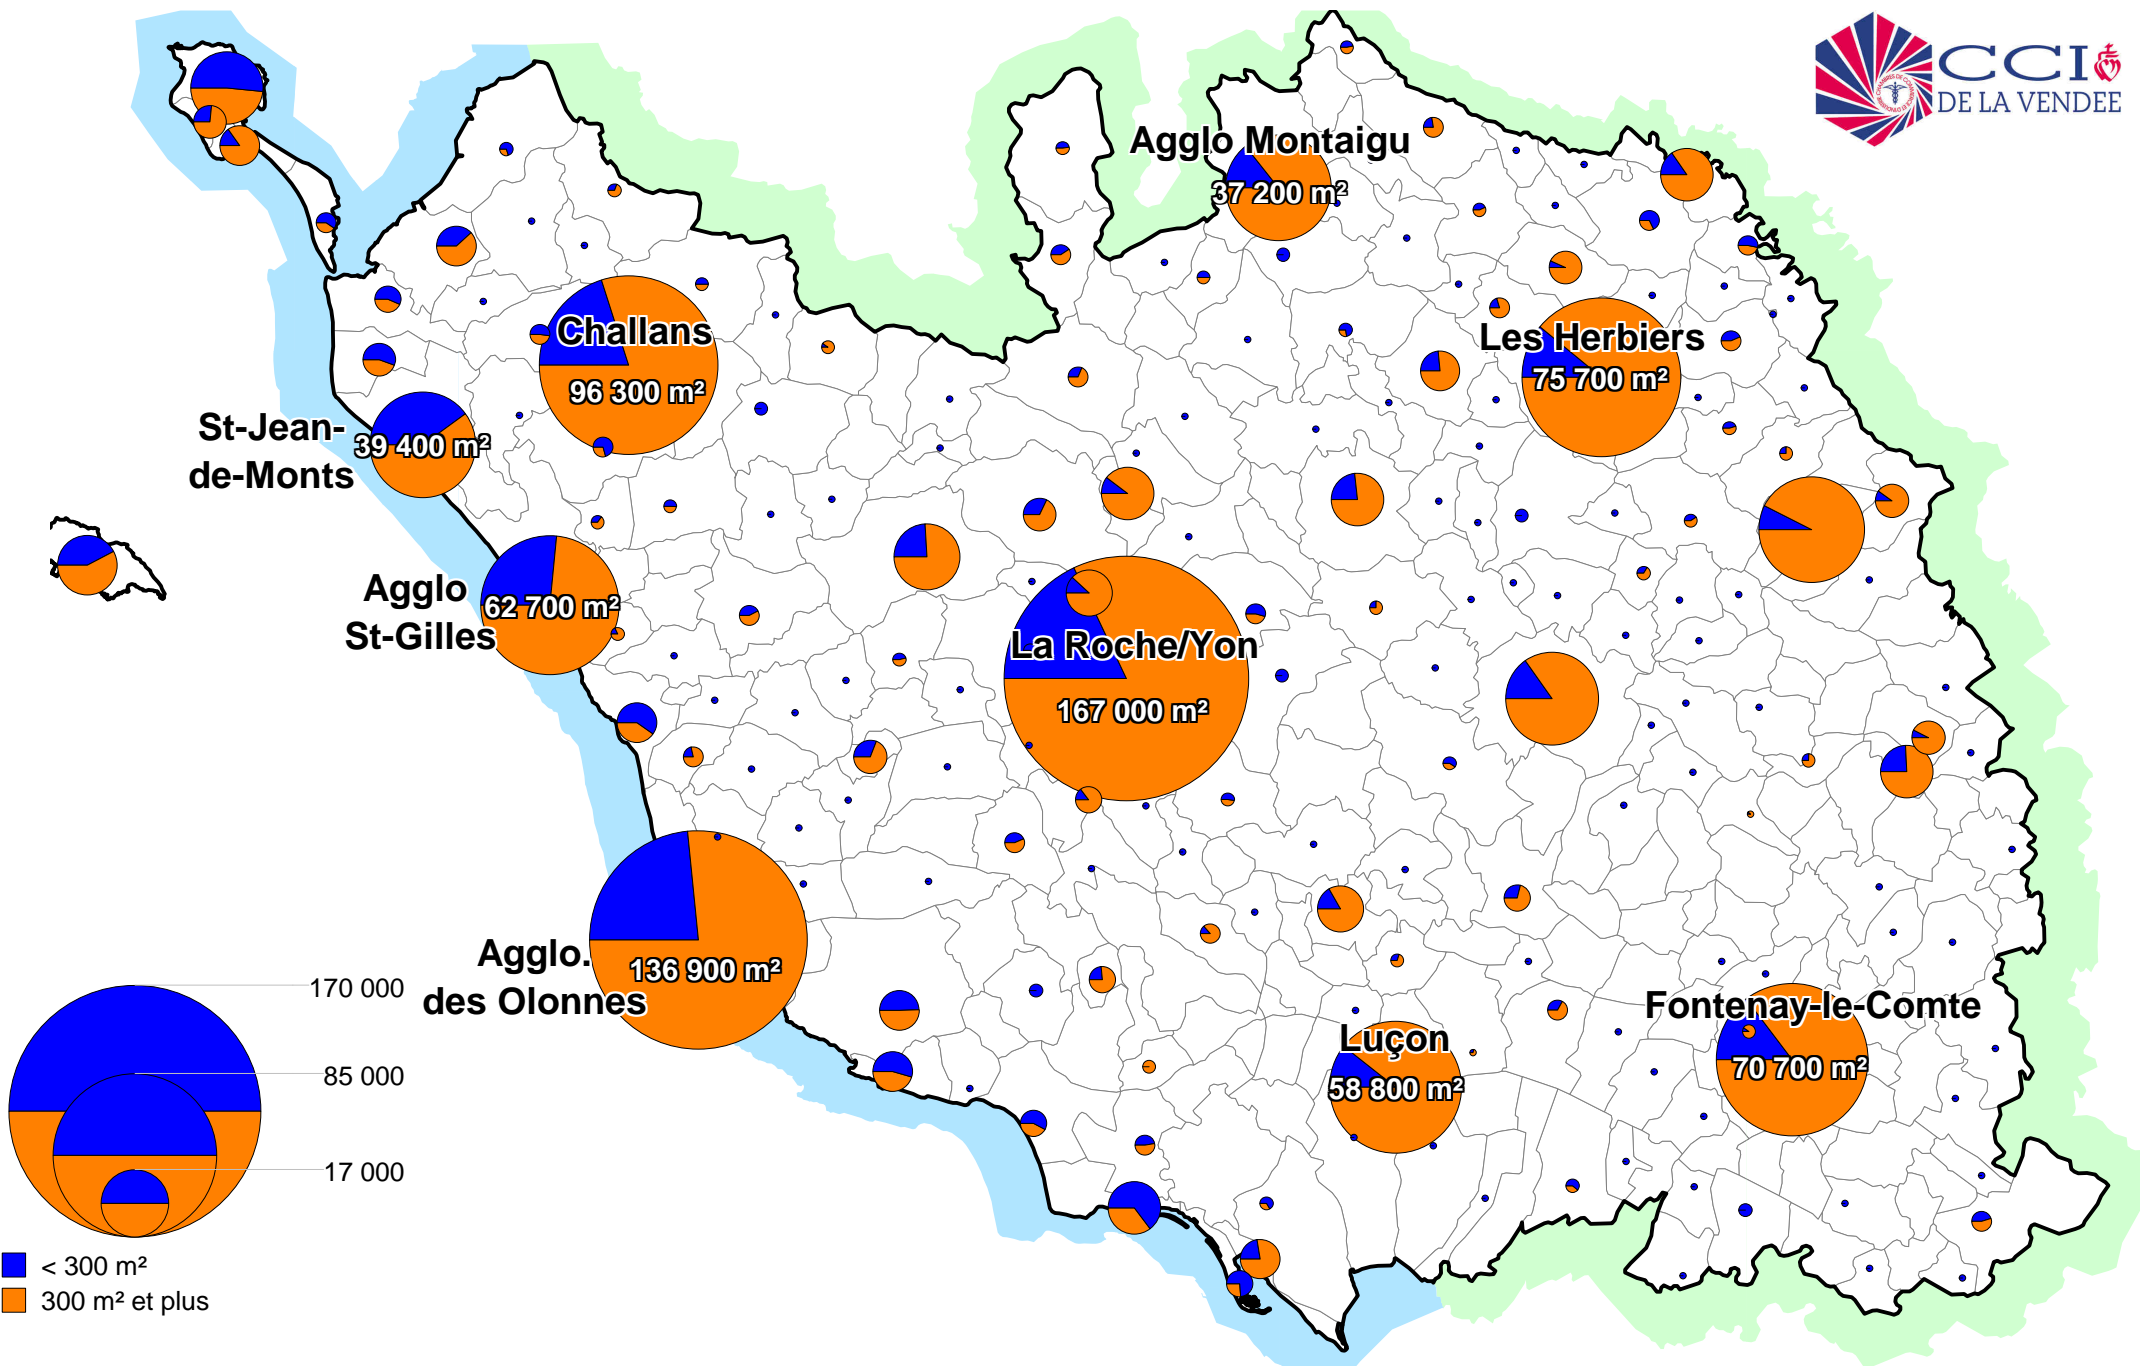 CCI
DE LA VENDEE
Agglo Montaigu
37 200 m²
Challans
96 300 m²
Les Herbiers
75 700 m²
St-Jean-
de-Monts
39 400 m²
Agglo
St-Gilles
62 700 m²
La Roche/Yon
167 000 m²
Agglo.
des Olonnes
136 900 m²
Luçon
58 800 m²
Fontenay-le-Comte
70 700 m²
170 000
85 000
17 000
< 300 m²
300 m² et plus